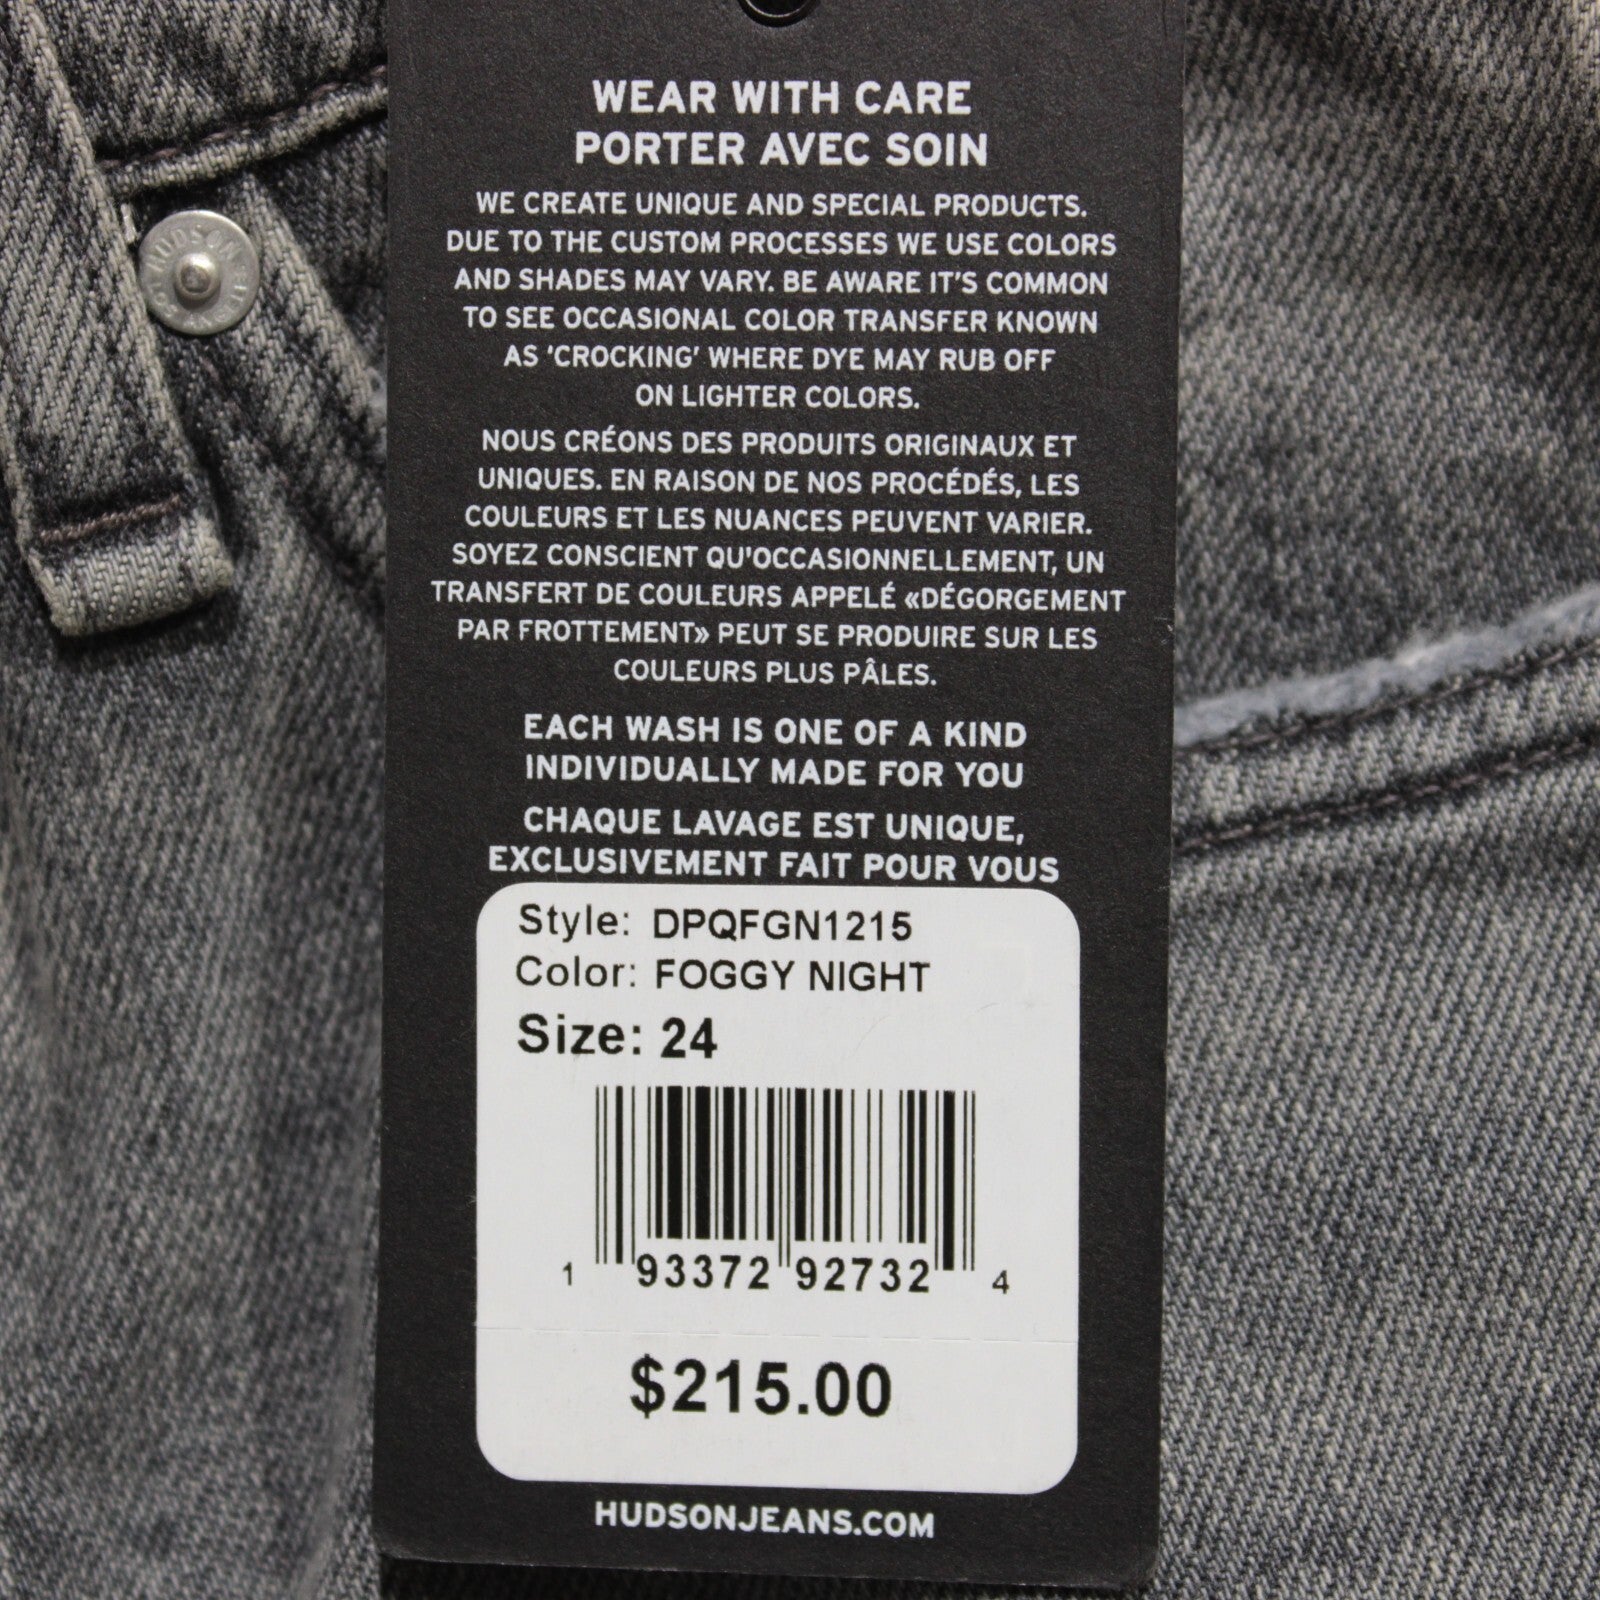 WEAR WITH CARE
PORTER AVEC SOIN
WE CREATE UNIQUE AND SPECIAL PRODUCTS.
DUE TO THE CUSTOM PROCESSES WE USE COLORS
AND SHADES MAY VARY. BE AWARE IT'S COMMON
TO SEE OCCASIONAL COLOR TRANSFER KNOWN
AS 'CROCKING' WHERE DYE MAY RUB OFF
ON LIGHTER COLORS.
NOUS CRÉONS DES PRODUITS ORIGINAUX ET
UNIQUES. EN RAISON DE NOS PROCÉDÉS, LES
COULEURS ET LES NUANCES PEUVENT VARIER.
SOYEZ CONSCIENT QU'OCCASIONNELLEMENT, UN
TRANSFERT DE COULEURS APPELÉ «DÉGORGEMENT
PAR FROTTEMENT» PEUT SE PRODUIRE SUR LES
COULEURS PLUS PÂLES.
EACH WASH IS ONE OF A KIND
INDIVIDUALLY MADE FOR YOU
CHAQUE LAVAGE EST UNIQUE,
EXCLUSIVEMENT FAIT POUR VOUS
Style: DPQFGN1215
Color: FOGGY NIGHT
Size: 24
1 93372 92732 4
$215.00
HUDSONJEANS.COM
HUDSON